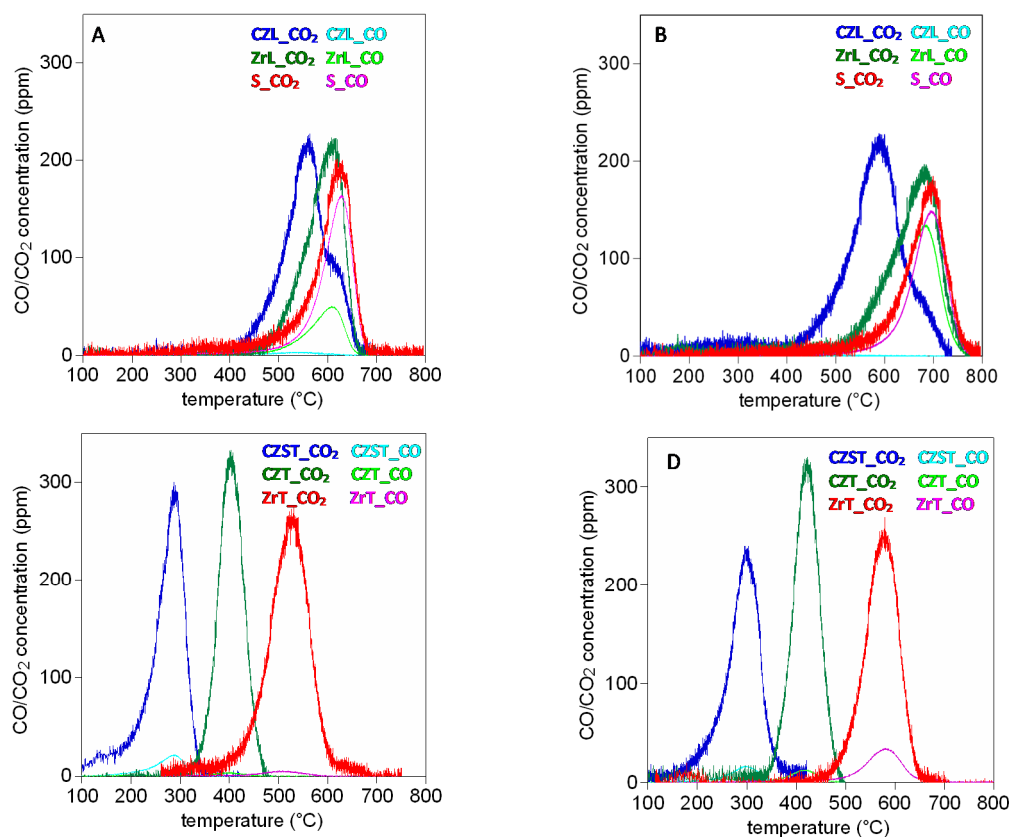 A
CZL_CO₂ CZL_CO
ZrL_CO₂ ZrL_CO
S_CO₂ S_CO
CO/CO₂ concentration (ppm)
300
200
100
0
100 200 300 400 500 600 700 800
temperature (°C)
B
CZL_CO₂ CZL_CO
ZrL_CO₂ ZrL_CO
S_CO₂ S_CO
CO/CO₂ concentration (ppm)
300
200
100
0
100 200 300 400 500 600 700 800
temperature (°C)
CZST_CO₂ CZST_CO
CZT_CO₂ CZT_CO
ZrT_CO₂ ZrT_CO
CO/CO₂ concentration (ppm)
300
200
100
0
100 200 300 400 500 600 700 800
temperature (°C)
D
CZST_CO₂ CZST_CO
CZT_CO₂ CZT_CO
ZrT_CO₂ ZrT_CO
CO/CO₂ concentration (ppm)
300
200
100
0
100 200 300 400 500 600 700 800
temperature (°C)